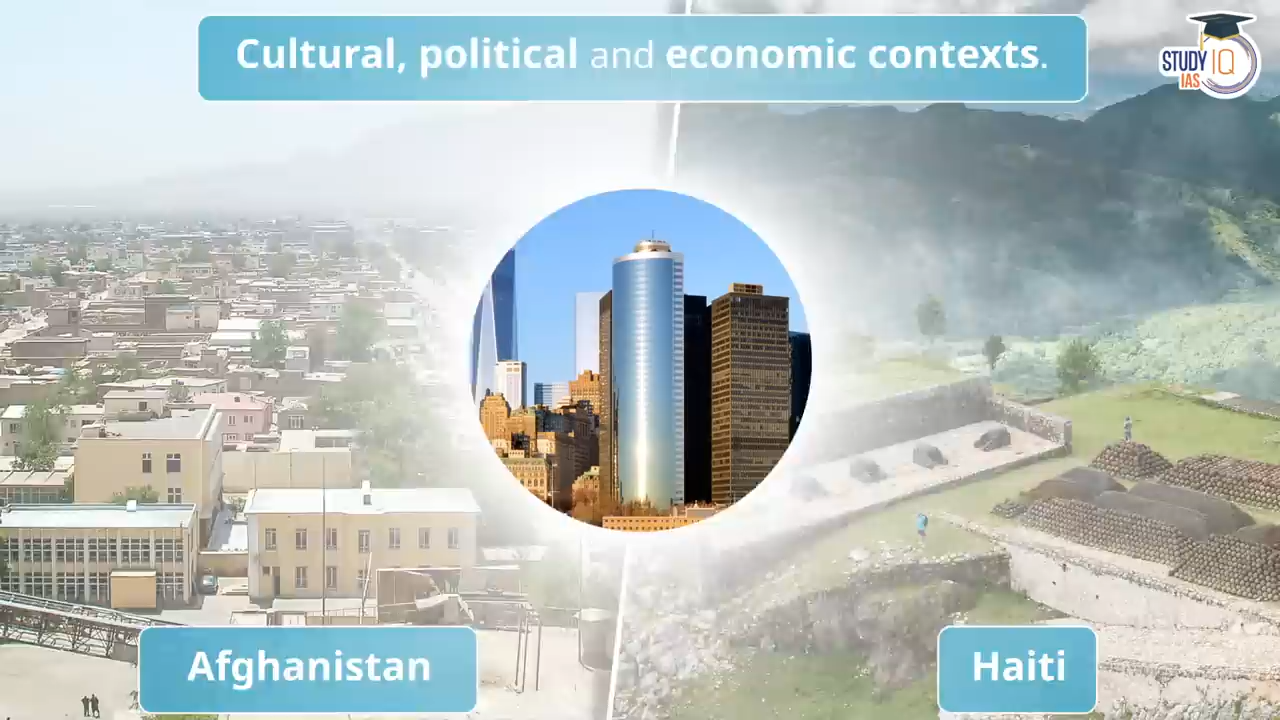 Cultural, political and economic contexts.
STUDY IQ
IAS
Afghanistan
Haiti